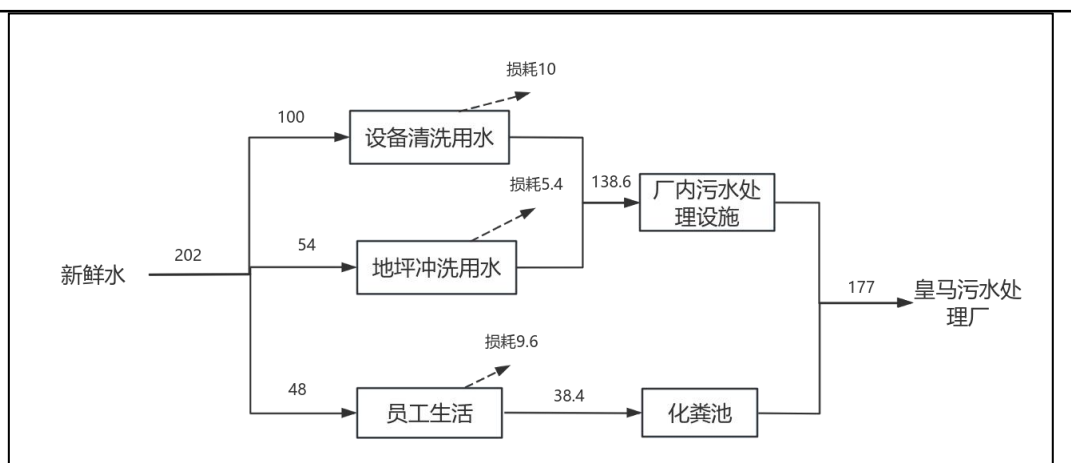 损耗10
100
设备清洗用水
损耗5.4
138.6
厂内污水处
理设施
202
54
新鲜水
地坪冲洗用水
177
皇马污水处
理厂
损耗9.6
48
38.4
员工生活
化粪池